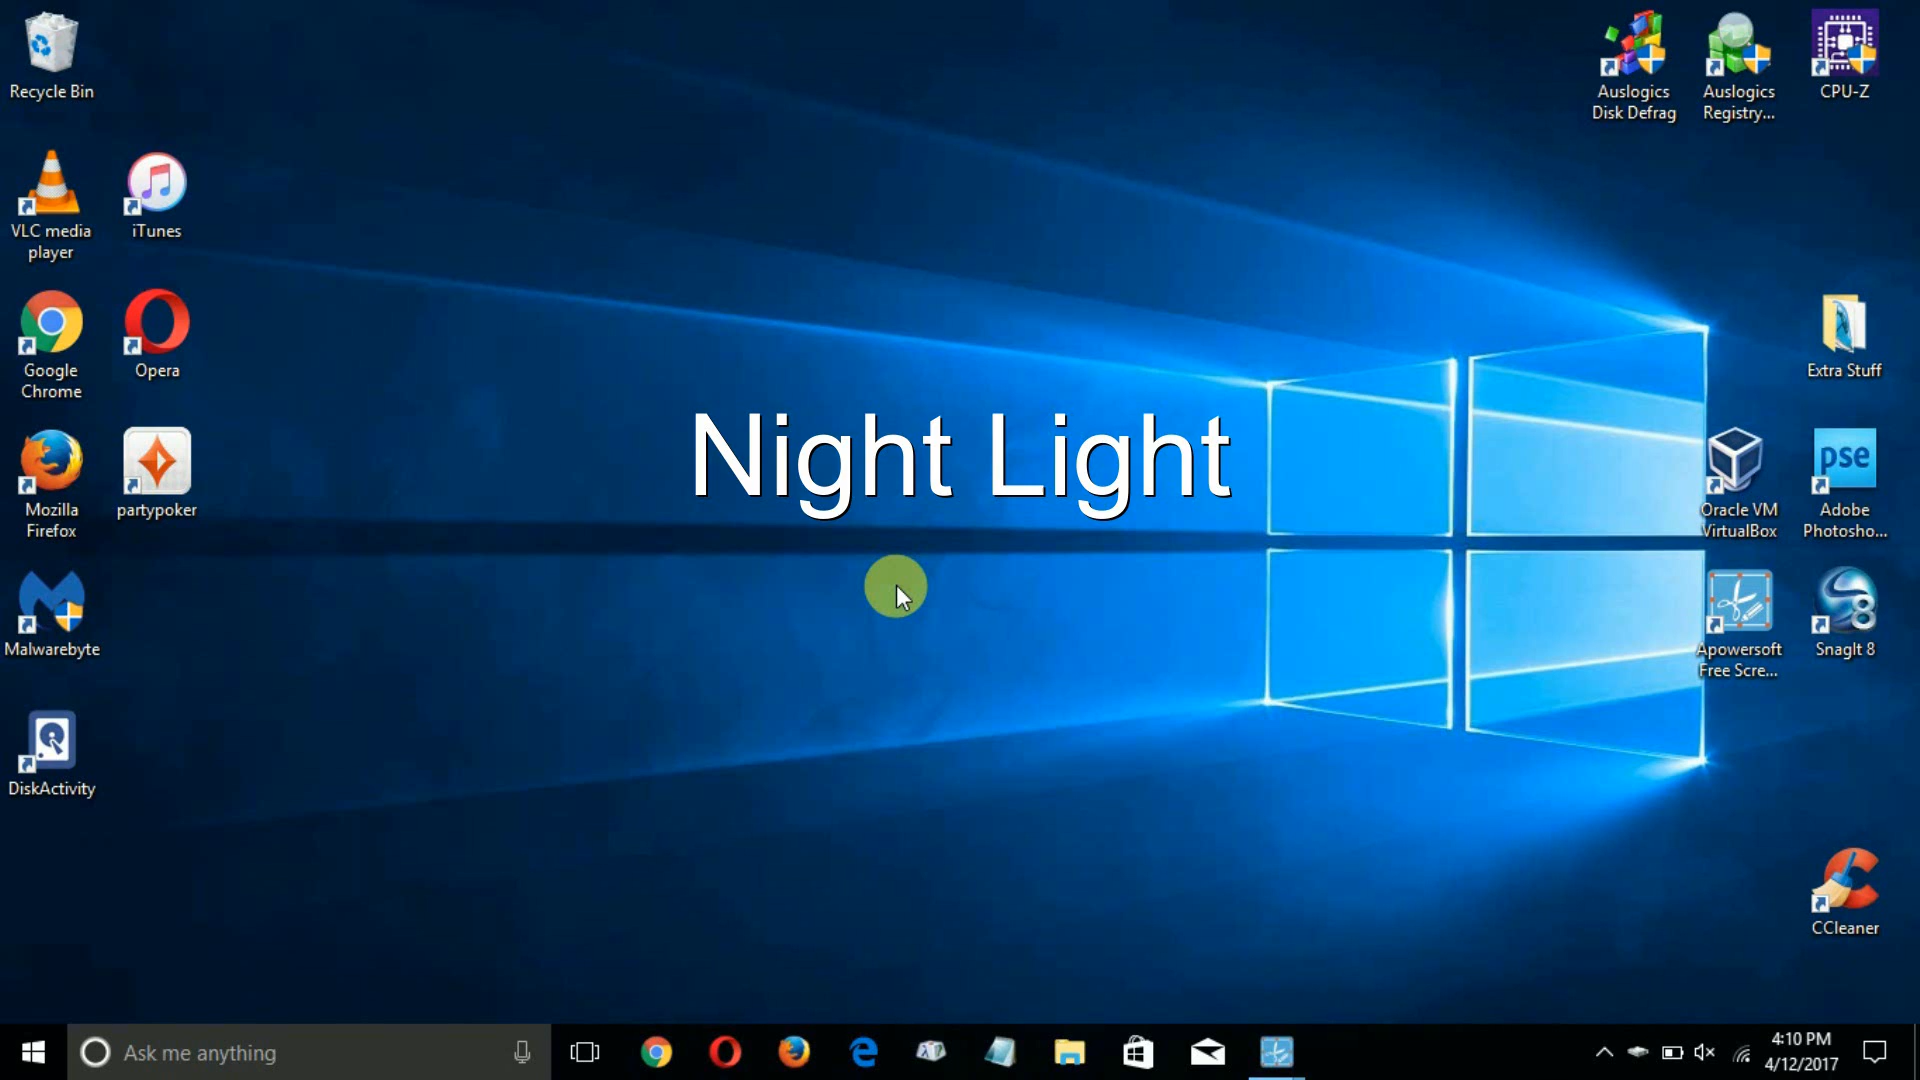 Recycle Bin
Auslogics
Disk Defrag
Auslogics
Registry...
CPU-Z
VLC media
player
iTunes
Google
Chrome
Opera
Extra Stuff
Night Light
Mozilla
Firefox
partypoker
Oracle VM
VirtualBox
pse
Adobe
Photosho...
Malwarebyte
Apowersoft
Free Scre...
8
SnagIt 8
DiskActivity
CCleaner
Ask me anything
4:10 PM
4/12/2017